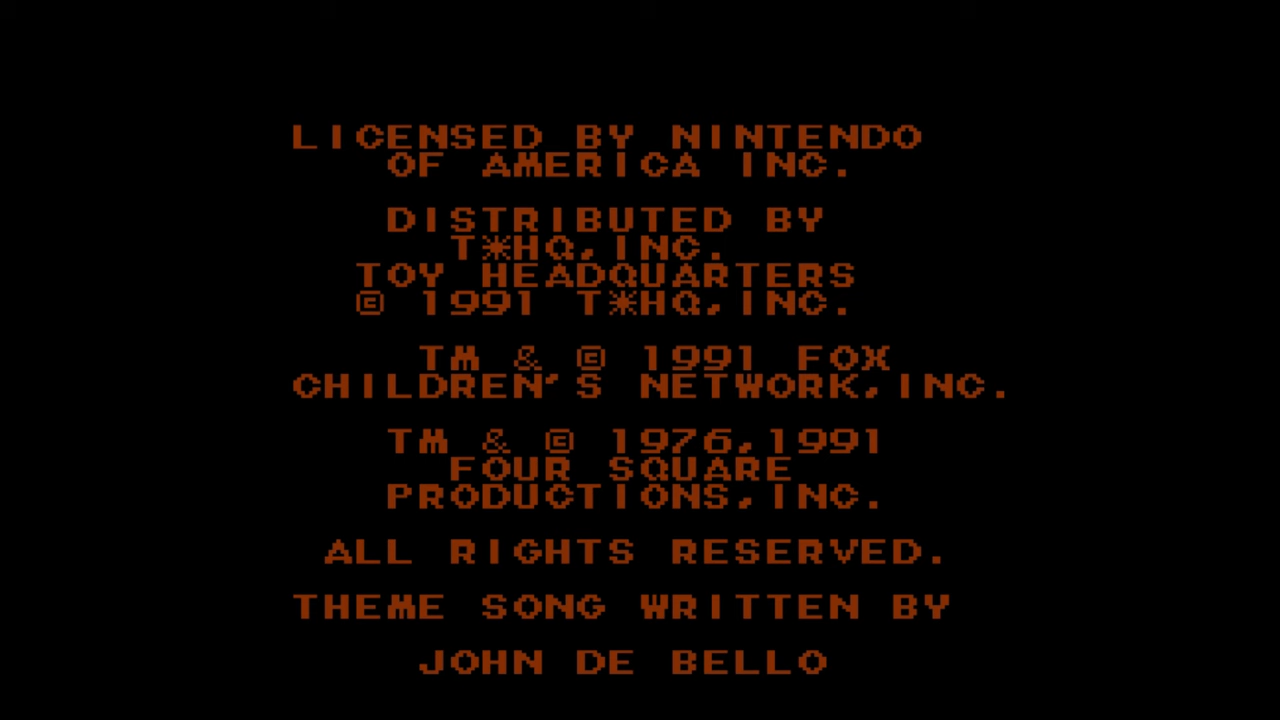 LICENSED BY NINTENDO
OF AMERICA INC.
DISTRIBUTED BY
T*HQ,INC.
TOY HEADQUARTERS
© 1991 T*HQ,INC.
TM & © 1991 FOX
CHILDREN'S NETWORK,INC.
TM & © 1976,1991
FOUR SQUARE
PRODUCTIONS,INC.
ALL RIGHTS RESERVED.
THEME SONG WRITTEN BY
JOHN DE BELLO